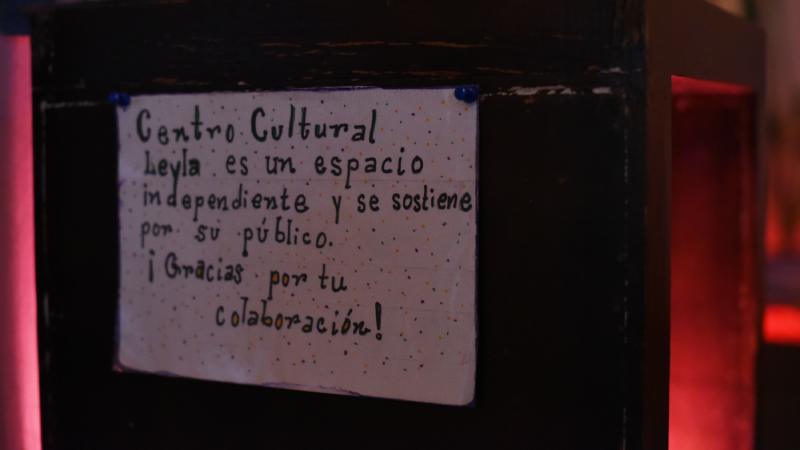 Centro Cultural
Leyla es un espacio
independiente y se sostiene
por su público.
¡Gracias por tu
colaboración!